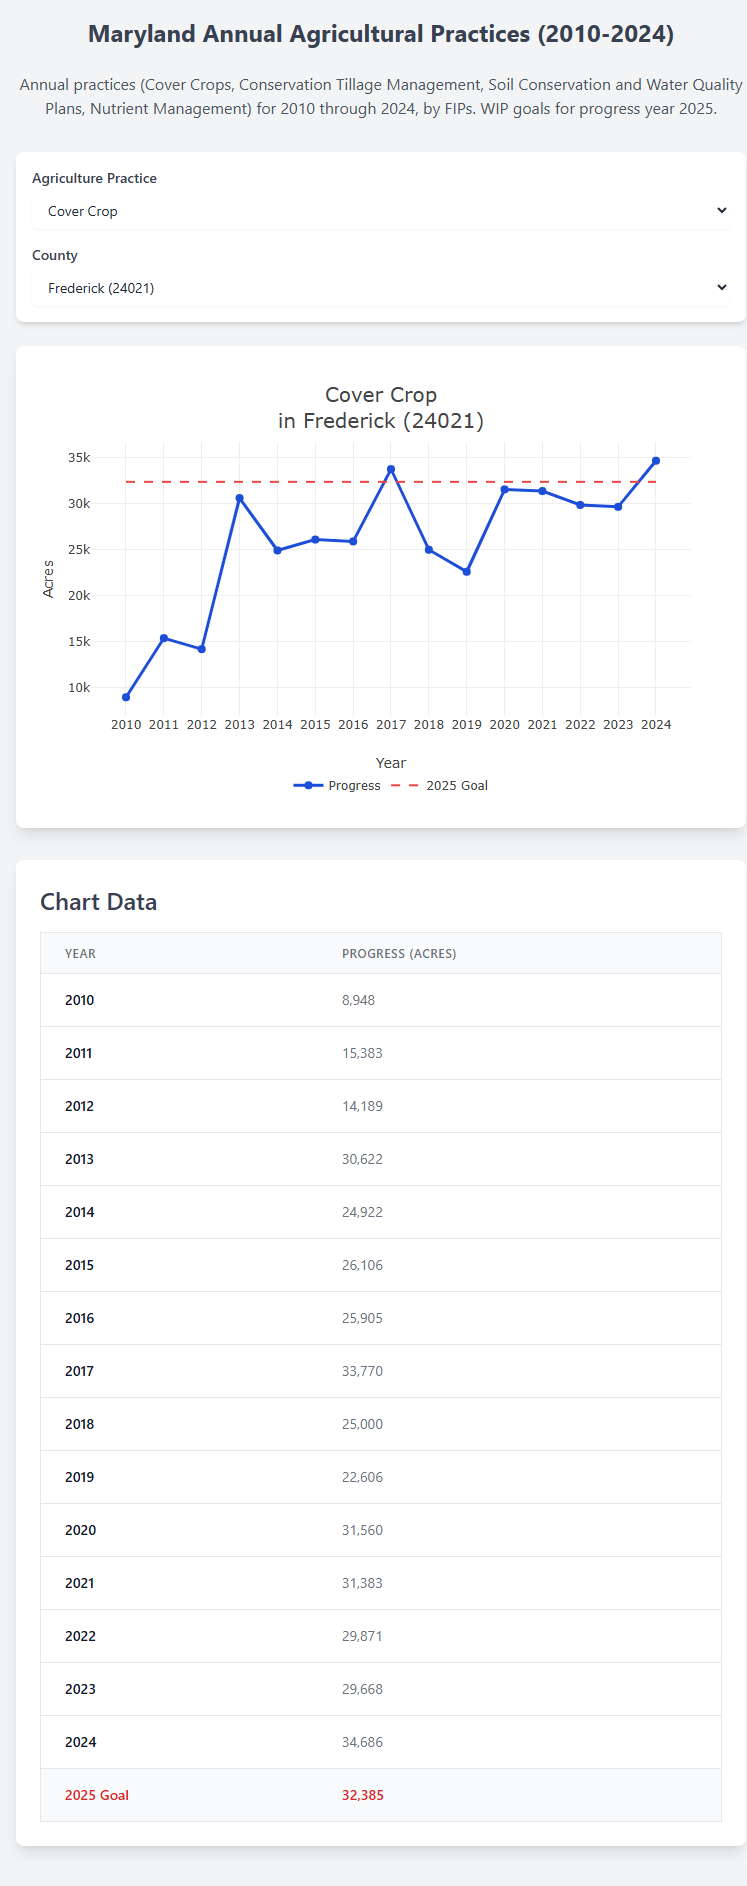 Maryland Annual Agricultural Practices (2010-2024)
Annual practices (Cover Crops, Conservation Tillage Management, Soil Conservation and Water Quality
Plans, Nutrient Management) for 2010 through 2024, by FIPs. WIP goals for progress year 2025.
Agriculture Practice
Cover Crop
County
Frederick (24021)
Cover Crop
in Frederick (24021)
35k
30k
25k
20k
15k
10k
Acres
2010 2011 2012 2013 2014 2015 2016 2017 2018 2019 2020 2021 2022 2023 2024
Year
Progress 2025 Goal
Chart Data
YEAR PROGRESS (ACRES)
2010 8,948
2011 15,383
2012 14,189
2013 30,622
2014 24,922
2015 26,106
2016 25,905
2017 33,770
2018 25,000
2019 22,606
2020 31,560
2021 31,383
2022 29,871
2023 29,668
2024 34,686
2025 Goal 32,385